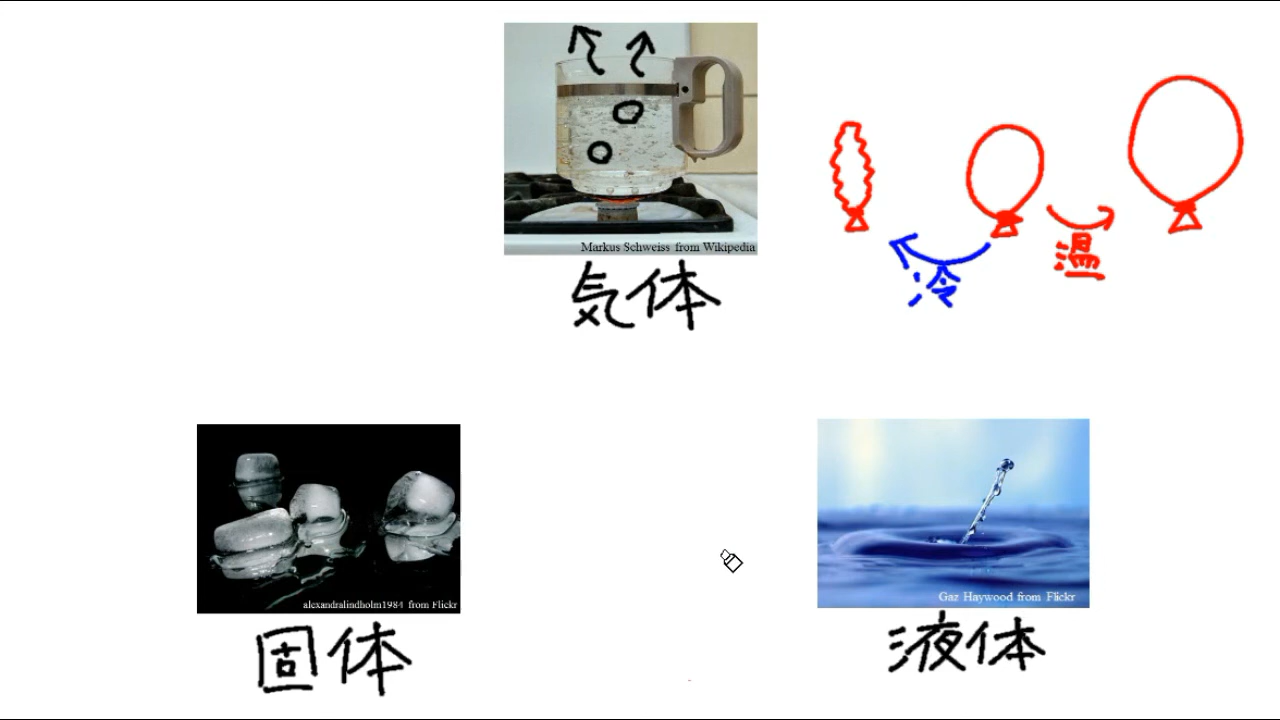 Markus Schweiss from Wikipedia
気体
冷
温
alexandralindholm1984 from Flickr
固体
Gaz Haywood from Flickr
液体